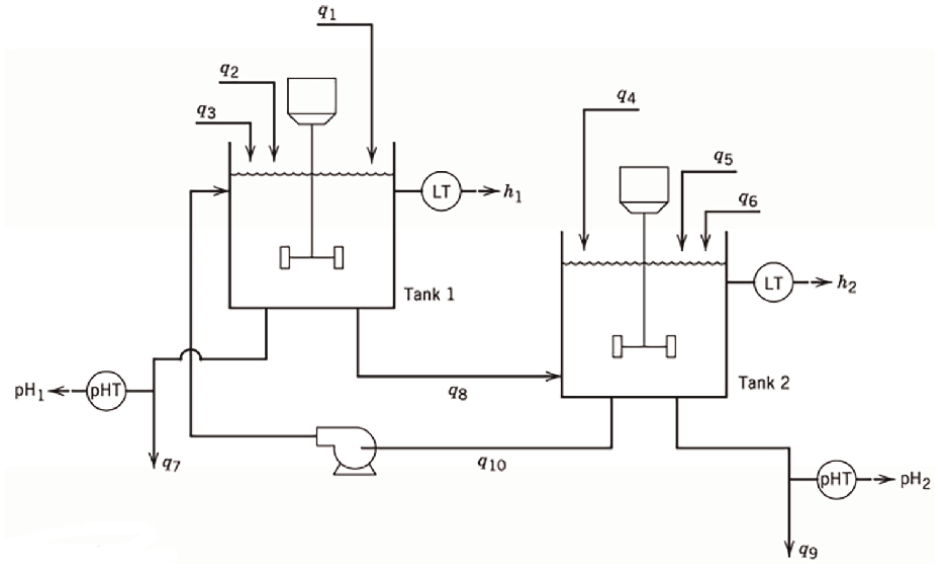 q1
q2
q3
q4
LT
h1
q5
q6
Tank 1
LT
h2
pH1
pHT
q8
Tank 2
q7
q10
pHT
pH2
q9